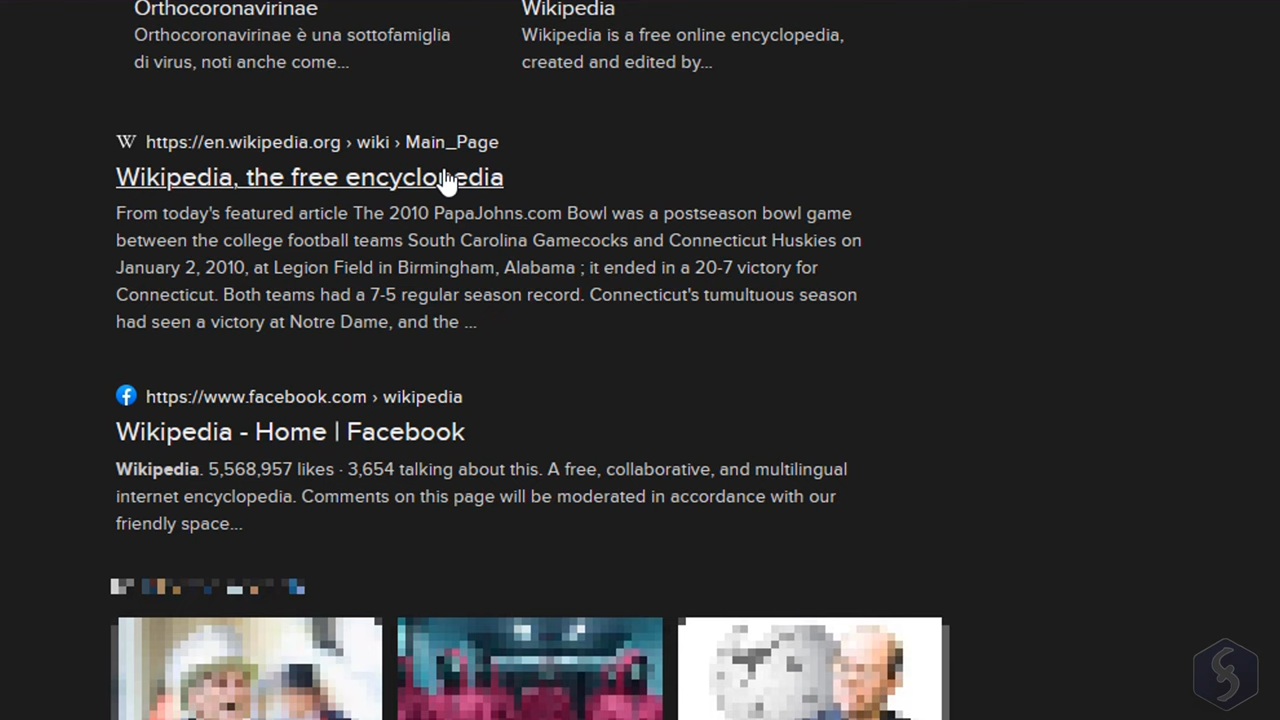 Orthocoronavirinae
Orthocoronavirinae è una sottofamiglia
di virus, noti anche come...
Wikipedia
Wikipedia is a free online encyclopedia,
created and edited by...
https://en.wikipedia.org › wiki › Main_Page
Wikipedia, the free encyclopedia
From today's featured article The 2010 PapaJohns.com Bowl was a postseason bowl game
between the college football teams South Carolina Gamecocks and Connecticut Huskies on
January 2, 2010, at Legion Field in Birmingham, Alabama ; it ended in a 20-7 victory for
Connecticut. Both teams had a 7-5 regular season record. Connecticut's tumultuous season
had seen a victory at Notre Dame, and the ...
https://www.facebook.com › wikipedia
Wikipedia - Home | Facebook
Wikipedia. 5,568,957 likes · 3,654 talking about this. A free, collaborative, and multilingual
internet encyclopedia. Comments on this page will be moderated in accordance with our
friendly space...